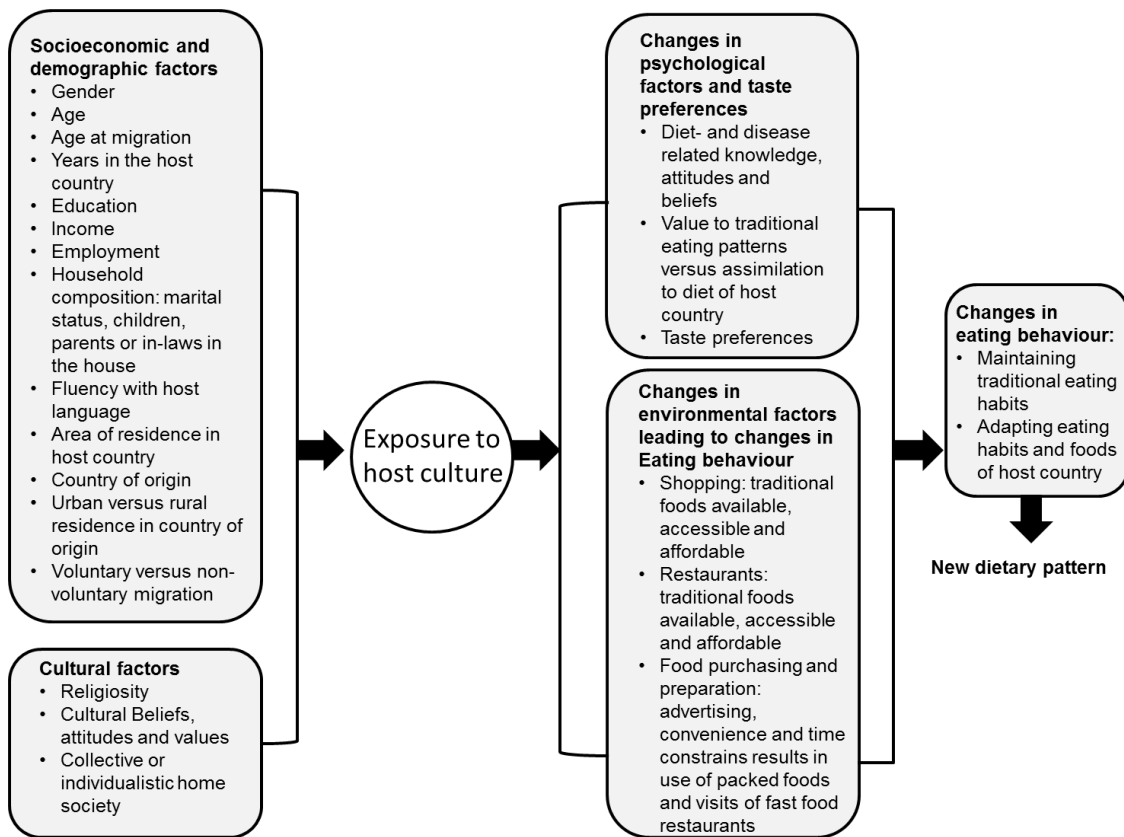 Socioeconomic and
demographic factors
• Gender
• Age
• Age at migration
• Years in the host
country
• Education
• Income
• Employment
• Household
composition: marital
status, children,
parents or in-laws in
the house
• Fluency with host
language
• Area of residence in
host country
• Country of origin
• Urban versus rural
residence in country of
origin
• Voluntary versus non-
voluntary migration
Cultural factors
• Religiosity
• Cultural Beliefs,
attitudes and values
• Collective or
individualistic home
society
Exposure to
host culture
Changes in
psychological
factors and taste
preferences
• Diet- and disease
related knowledge,
attitudes and
beliefs
• Value to traditional
eating patterns
versus assimilation
to diet of host
country
• Taste preferences
Changes in
environmental factors
leading to changes in
Eating behaviour
• Shopping: traditional
foods available,
accessible and
affordable
• Restaurants:
traditional foods
available, accessible
and affordable
• Food purchasing and
preparation:
advertising,
convenience and time
constrains results in
use of packed foods
and visits of fast food
restaurants
Changes in
eating behaviour:
• Maintaining
traditional eating
habits
• Adapting eating
habits and foods
of host country
New dietary pattern